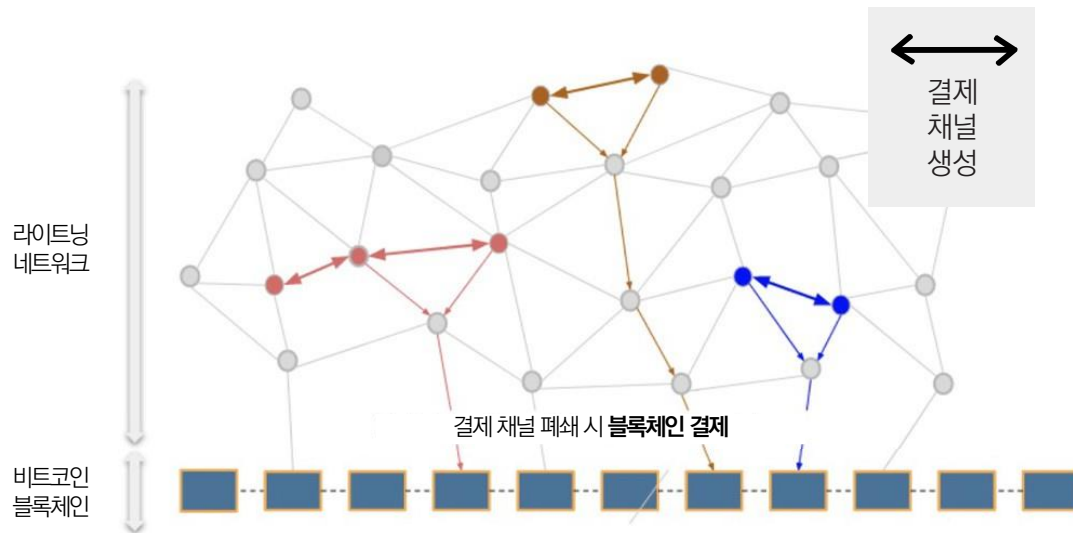 결제
채널
생성
라이트닝
네트워크
결제 채널 폐쇄 시 블록체인 결제
비트코인
블록체인